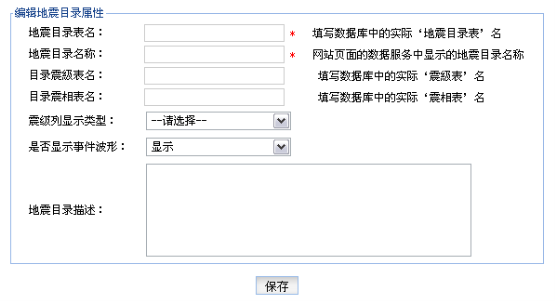 编辑地震目录属性
地震目录表名： * 填写数据库中的实际‘地震目录表’名
地震目录名称： * 网站页面的数据服务中显示的地震目录名称
目录震级表名： 填写数据库中的实际‘震级表’名
目录震相表名： 填写数据库中的实际‘震相表’名
震级列显示类型： --请选择--
是否显示事件波形： 显示
地震目录描述：
保存